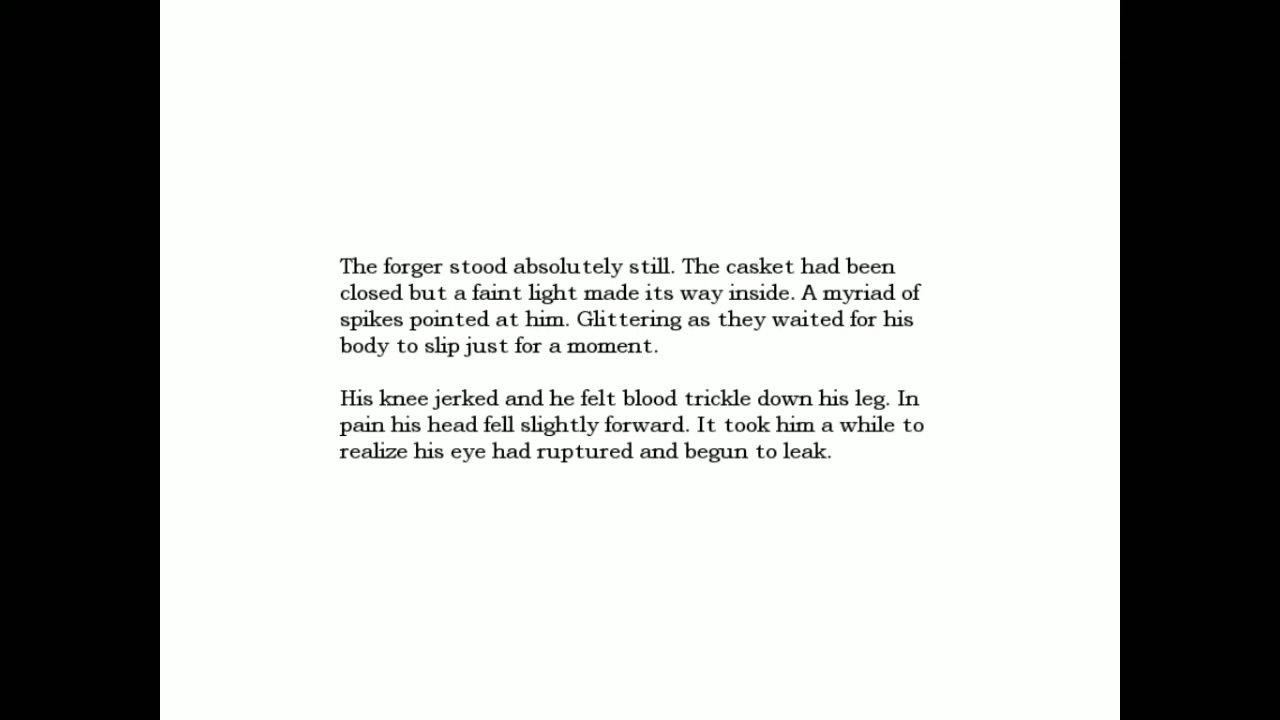 The forger stood absolutely still. The casket had been
closed but a faint light made its way inside. A myriad of
spikes pointed at him. Glittering as they waited for his
body to slip just for a moment.
His knee jerked and he felt blood trickle down his leg. In
pain his head fell slightly forward. It took him a while to
realize his eye had ruptured and begun to leak.